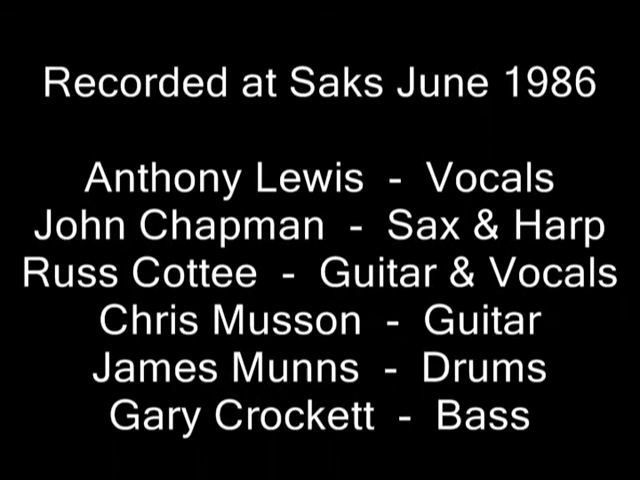 Recorded at Saks June 1986
Anthony Lewis - Vocals
John Chapman - Sax & Harp
Russ Cottee - Guitar & Vocals
Chris Musson - Guitar
James Munns - Drums
Gary Crockett - Bass